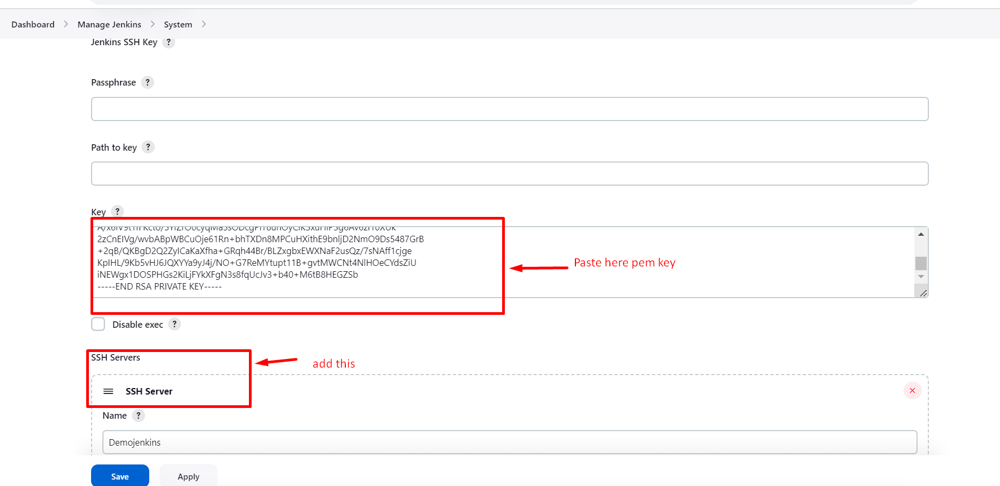 Dashboard > Manage Jenkins > System >
Jenkins SSH Key ?
Passphrase ?
Path to key ?
Key ?
2zCnEIVg/wvbABpWBCuOje61Rn+bhTXDn8MPCuHXithE9bnljD2NmO9Ds5487GrB
+2qB/QKBgD2Q2ZyICaKaXfha+GRqh44Br/BLZxgbxEWXNaF2usQz/7sNAff1cjge
KpIHL/9Kb5vHJ6JQXYYa9yJ4j/NO+G7ReMYtupt11B+gvtMWCNt4NlHOeCYdsZiU
iNEWgx1DOSPHGs2KiLjFYkXFgN3s8fqUcJv3+b40+M6tB8HEGZSb
-----END RSA PRIVATE KEY-----
Paste here pem key
Disable exec ?
SSH Servers
add this
SSH Server
Name ?
Demojenkins
Save
Apply